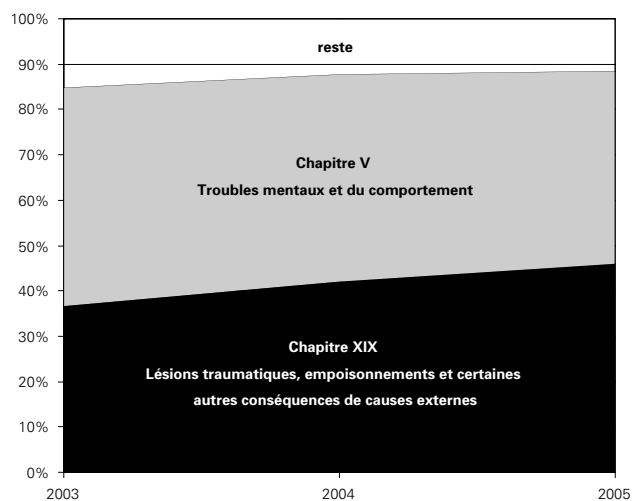 100%
reste
90%
80%
70%
Chapitre V
60%
Troubles mentaux et du comportement
50%
40%
30%
Chapitre XIX
Lésions traumatiques, empoisonnements et certaines
20%
autres conséquences de causes externes
10%
0%
2003 2004 2005